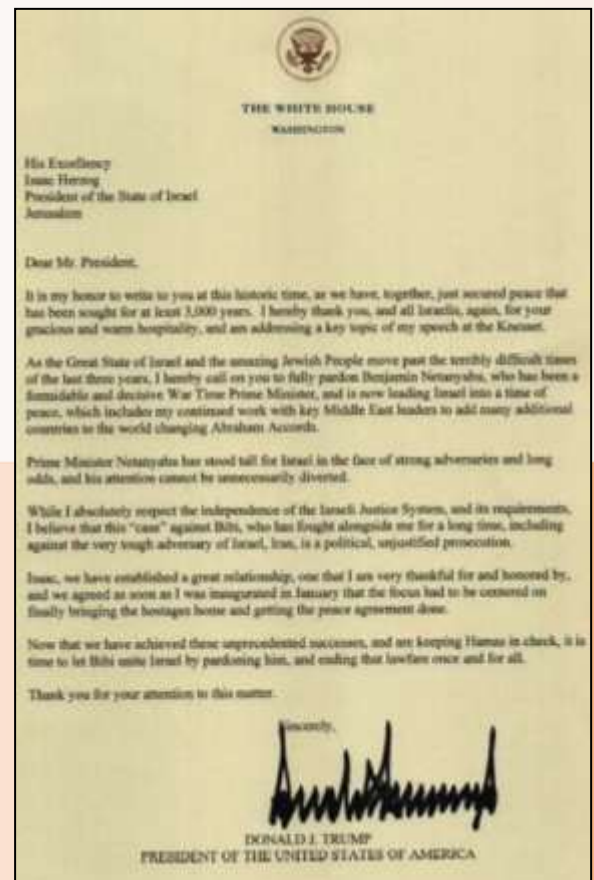 THE WHITE HOUSE
WASHINGTON
His Excellency
Isaac Herzog
President of the State of Israel
Jerusalem
Dear Mr. President,
It is my honor to write to you at this historic time, as we have, together, just secured peace that
has been sought for at least 3,000 years. I hereby thank you, and all Israelis, again, for your
gracious and warm hospitality, and am addressing a key topic of my speech at the Knesset.
As the Great State of Israel and the amazing Jewish People move past the terribly difficult times
of the last three years, I hereby call on you to fully pardon Benjamin Netanyahu, who has been a
formidable and decisive War Time Prime Minister, and is now leading Israel into a time of
peace, which includes my continued work with key Middle East leaders to add many additional
countries to the world changing Abraham Accords.
Prime Minister Netanyahu has stood tall for Israel in the face of strong adversaries and long
odds, and his attention cannot be unnecessarily diverted.
While I absolutely respect the independence of the Israeli Justice System, and its requirements,
I believe that this "case" against Bibi, who has fought alongside me for a long time, including
against the very tough adversary of Israel, Iran, is a political, unjustified prosecution.
Isaac, we have established a great relationship, one that I am very thankful for and honored by,
and we agreed as soon as I was inaugurated in January that the focus had to be centered on
finally bringing the hostages home and getting the peace agreement done.
Now that we have achieved these unprecedented successes, and are keeping Hamas in check, it is
time to let Bibi unite Israel by pardoning him, and ending that lawfare once and for all.
Thank you for your attention to this matter.
Sincerely,
DONALD J. TRUMP
PRESIDENT OF THE UNITED STATES OF AMERICA